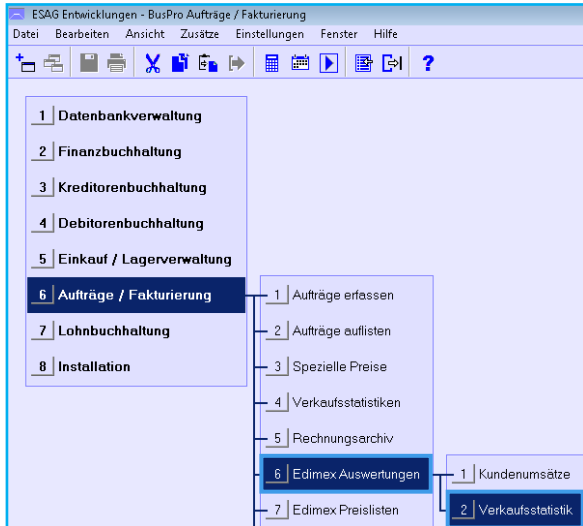 ESAG Entwicklungen - BusPro Aufträge / Fakturierung
Datei Bearbeiten Ansicht Zusätze Einstellungen Fenster Hilfe
?
1 Datenbankverwaltung
2 Finanzbuchhaltung
3 Kreditorenbuchhaltung
4 Debitorenbuchhaltung
5 Einkauf / Lagerverwaltung
6 Aufträge / Fakturierung
7 Lohnbuchhaltung
8 Installation
1 Aufträge erfassen
2 Aufträge auflisten
3 Spezielle Preise
4 Verkaufsstatistiken
5 Rechnungsarchiv
6 Edimex Auswertungen
7 Edimex Preislisten
1 Kundenumsätze
2 Verkaufsstatistik